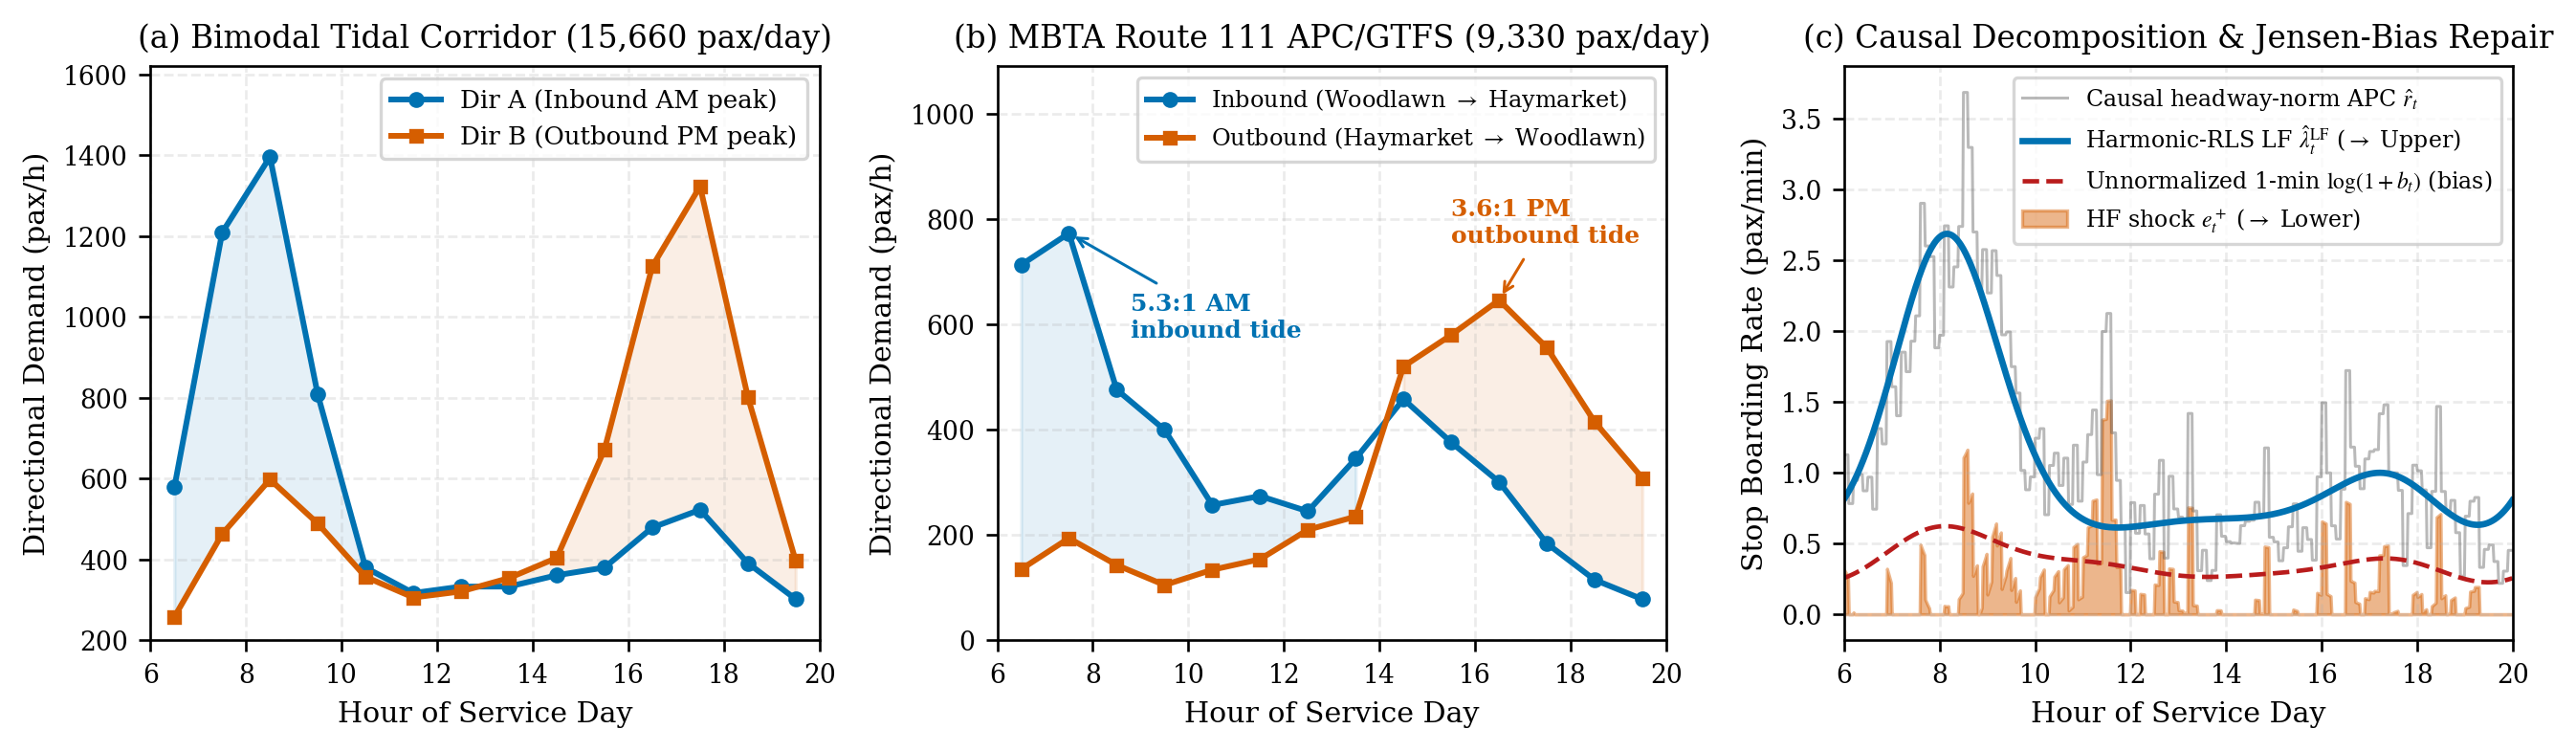 (a) Bimodal Tidal Corridor (15,660 pax/day)
Directional Demand (pax/h)
1600
1400
1200
1000
800
600
400
200
6 8 10 12 14 16 18 20
Hour of Service Day
Dir A (Inbound AM peak)
Dir B (Outbound PM peak)
(b) MBTA Route 111 APC/GTFS (9,330 pax/day)
Directional Demand (pax/h)
1000
800
600
400
200
0
6 8 10 12 14 16 18 20
Hour of Service Day
Inbound (Woodlawn → Haymarket)
Outbound (Haymarket → Woodlawn)
5.3:1 AM
inbound tide
3.6:1 PM
outbound tide
(c) Causal Decomposition & Jensen-Bias Repair
Stop Boarding Rate (pax/min)
3.5
3.0
2.5
2.0
1.5
1.0
0.5
0.0
6 8 10 12 14 16 18 20
Hour of Service Day
Causal headway-norm APC r̂ₜ
Harmonic-RLS LF λ̂ₜᴸᶠ (→ Upper)
Unnormalized 1-min log(1 + bₜ) (bias)
HF shock eₜ⁺ (→ Lower)